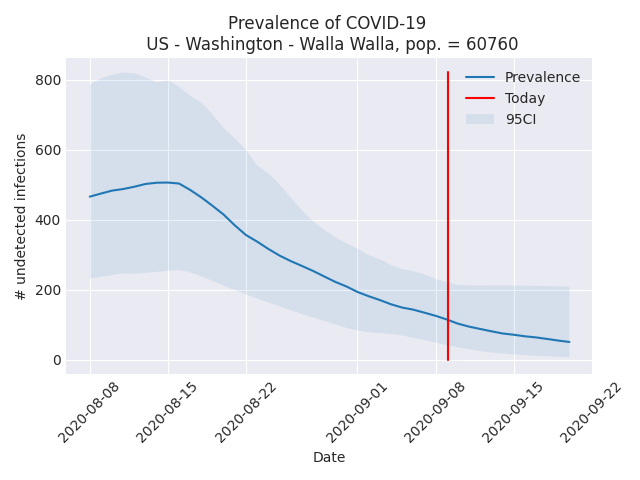 Prevalence of COVID-19
US - Washington - Walla Walla, pop. = 60760
# undetected infections
800
600
400
200
0
Prevalence
Today
95CI
2020-08-08
2020-08-15
2020-08-22
2020-09-01
2020-09-08
2020-09-15
2020-09-22
Date